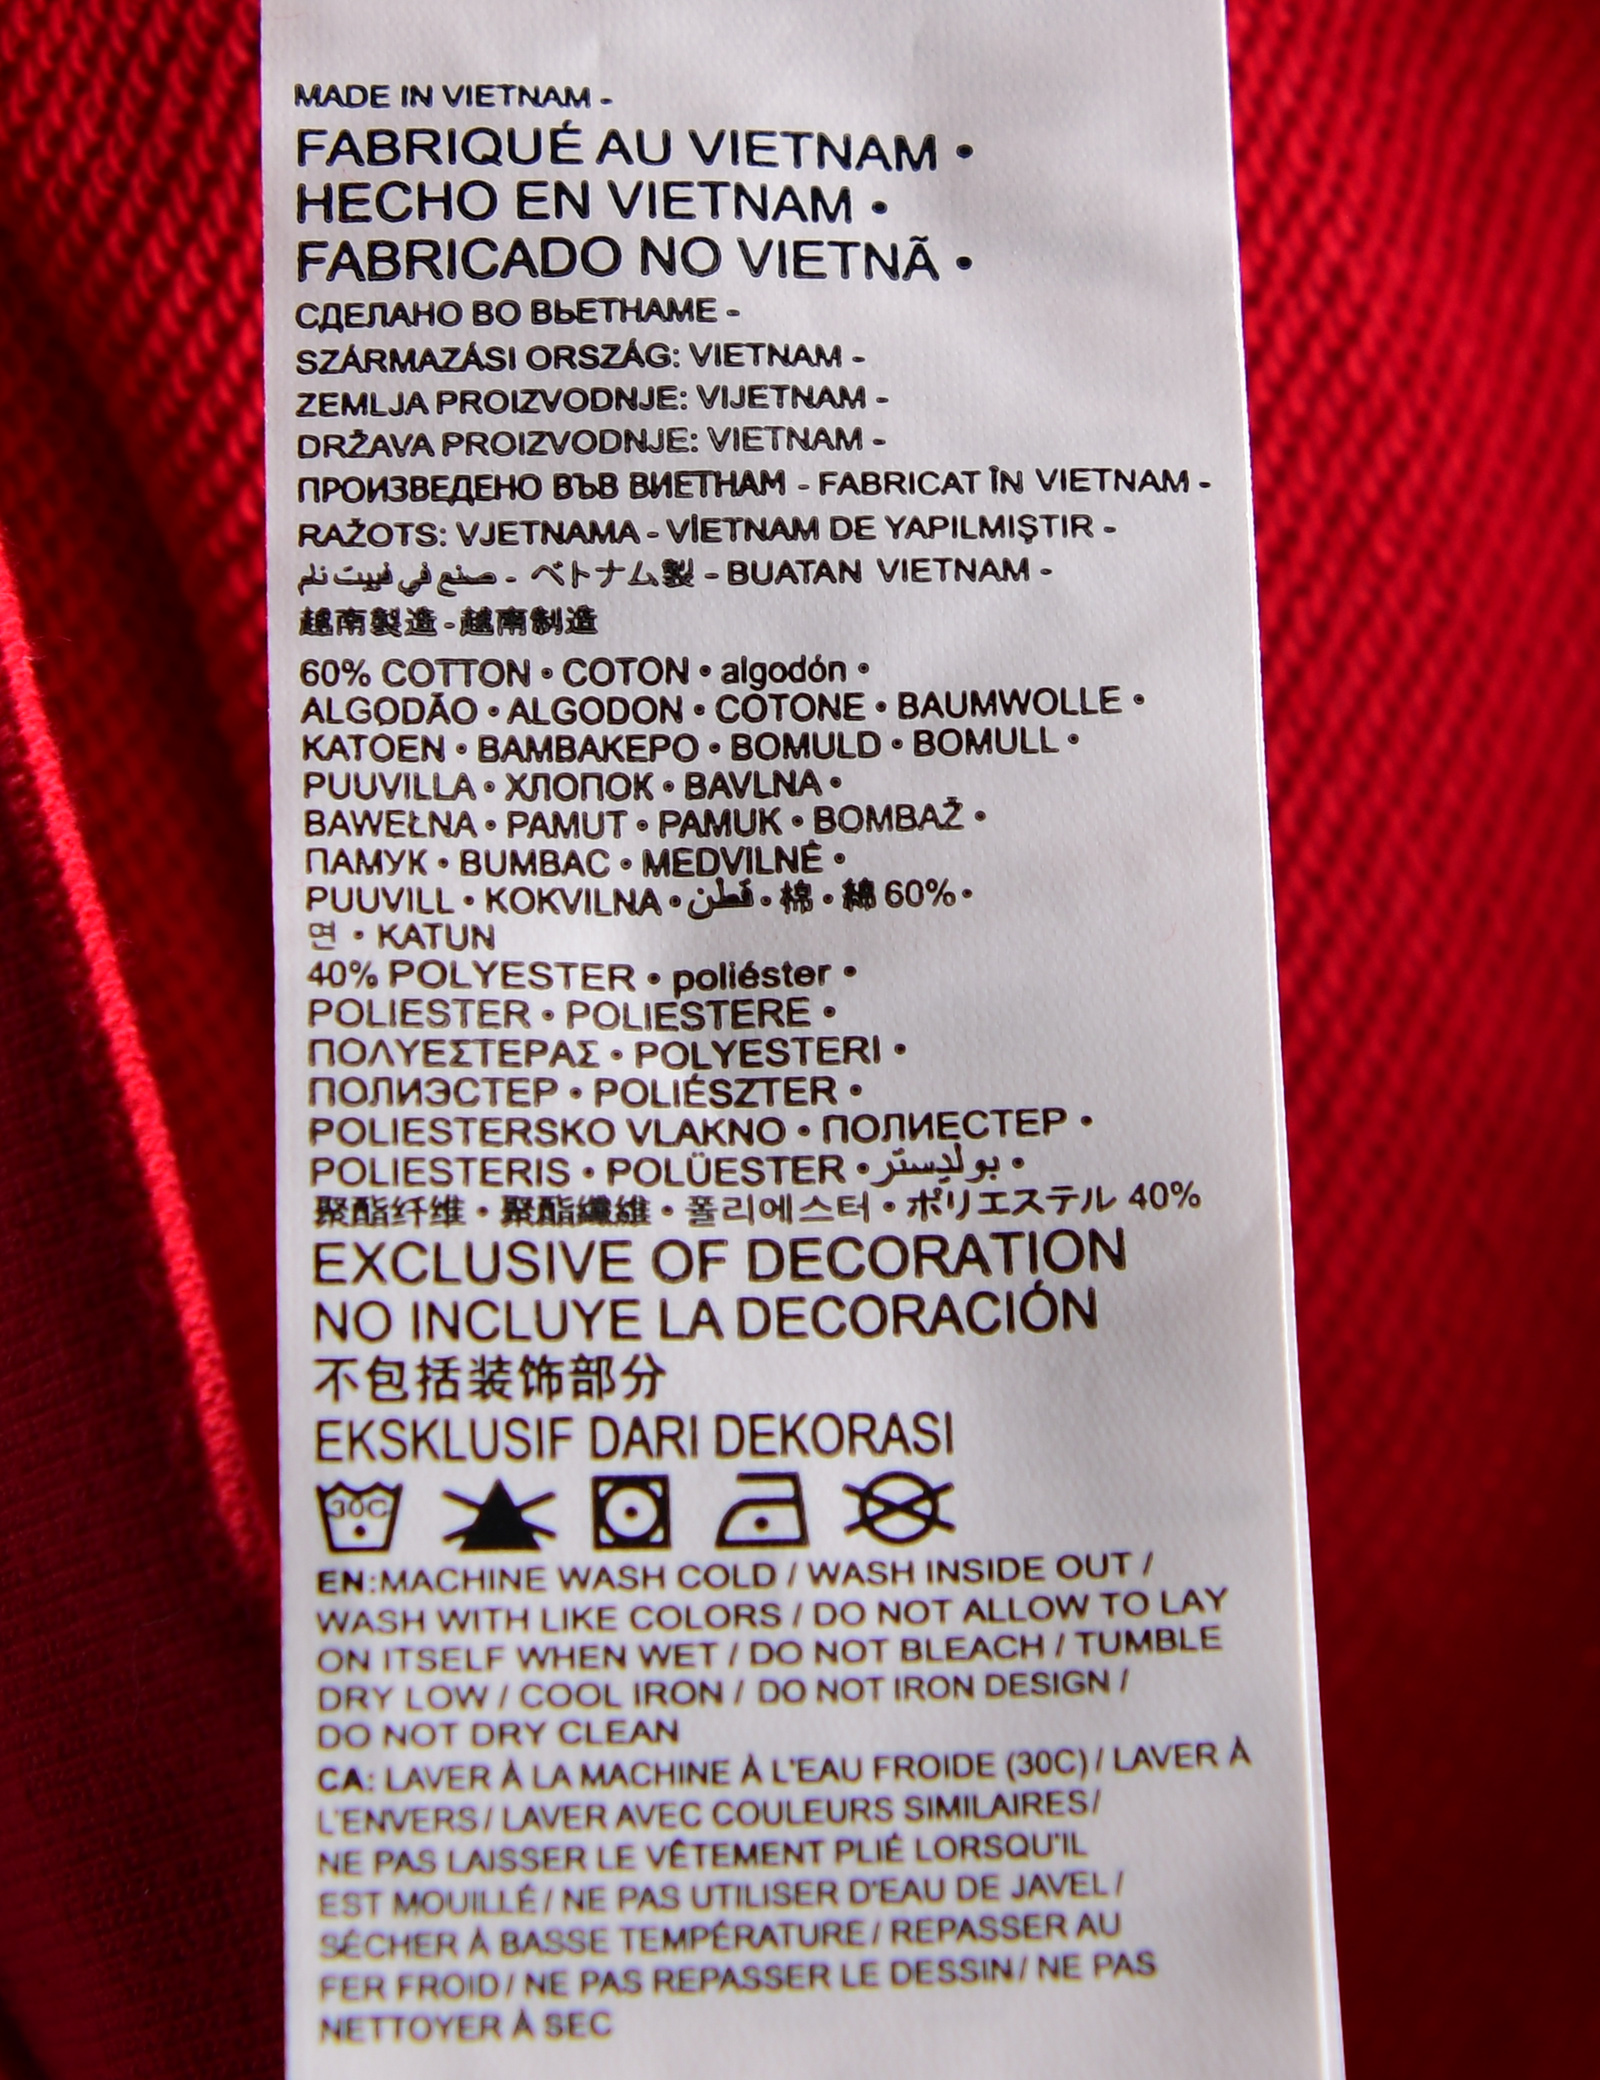 MADE IN VIETNAM -
FABRIQUÉ AU VIETNAM •
HECHO EN VIETNAM •
FABRICADO NO VIETNÃ •
СДЕЛАНО ВО ВЬЕТНАМЕ -
SZÁRMAZÁSI ORSZÁG: VIETNAM -
ZEMLJA PROIZVODNJE: VIJETNAM -
DRŽAVA PROIZVODNJE: VIETNAM -
ПРОИЗВЕДЕНО ВЪВ ВИЕТНАМ - FABRICAT ÎN VIETNAM -
RAŽOTS: VJETNAMA - VİETNAM DE YAPILMIŞTIR -
صنع في فييت نام - ベトナム製 - BUATAN VIETNAM -
越南製造 - 越南制造
60% COTTON • COTON • algodón •
ALGODÃO • ALGODON • COTONE • BAUMWOLLE •
KATOEN • ΒΑΜΒΑΚΕΡΟ • BOMULD • BOMULL •
PUUVILLA • ХЛОПОК • BAVLNA •
BAWEŁNA • PAMUT • PAMUK • BOMBAŽ •
ПАМУК • BUMBAC • MEDVILNĖ •
PUUVILL • KOKVILNA • قطن • 棉 • 綿 60% •
면 • KATUN
40% POLYESTER • poliéster •
POLIESTER • POLIESTERE •
ΠΟΛΥΕΣΤΕΡΑΣ • POLYESTERI •
ПОЛИЭСТЕР • POLIÉSZTER •
POLIESTERSKO VLAKNO • ПОЛИЕСТЕР •
POLIESTERIS • POLÜESTER • بوليستر •
聚酯纤维 • 聚酯纖維 • 폴리에스터 • ポリエステル 40%
EXCLUSIVE OF DECORATION
NO INCLUYE LA DECORACIÓN
不包括装饰部分
EKSKLUSIF DARI DEKORASI
30C
EN:MACHINE WASH COLD / WASH INSIDE OUT /
WASH WITH LIKE COLORS / DO NOT ALLOW TO LAY
ON ITSELF WHEN WET / DO NOT BLEACH / TUMBLE
DRY LOW / COOL IRON / DO NOT IRON DESIGN /
DO NOT DRY CLEAN
CA: LAVER À LA MACHINE À L'EAU FROIDE (30C) / LAVER À
L'ENVERS / LAVER AVEC COULEURS SIMILAIRES /
NE PAS LAISSER LE VÊTEMENT PLIÉ LORSQU'IL
EST MOUILLÉ / NE PAS UTILISER D'EAU DE JAVEL /
SÉCHER À BASSE TEMPÉRATURE / REPASSER AU
FER FROID / NE PAS REPASSER LE DESSIN / NE PAS
NETTOYER À SEC